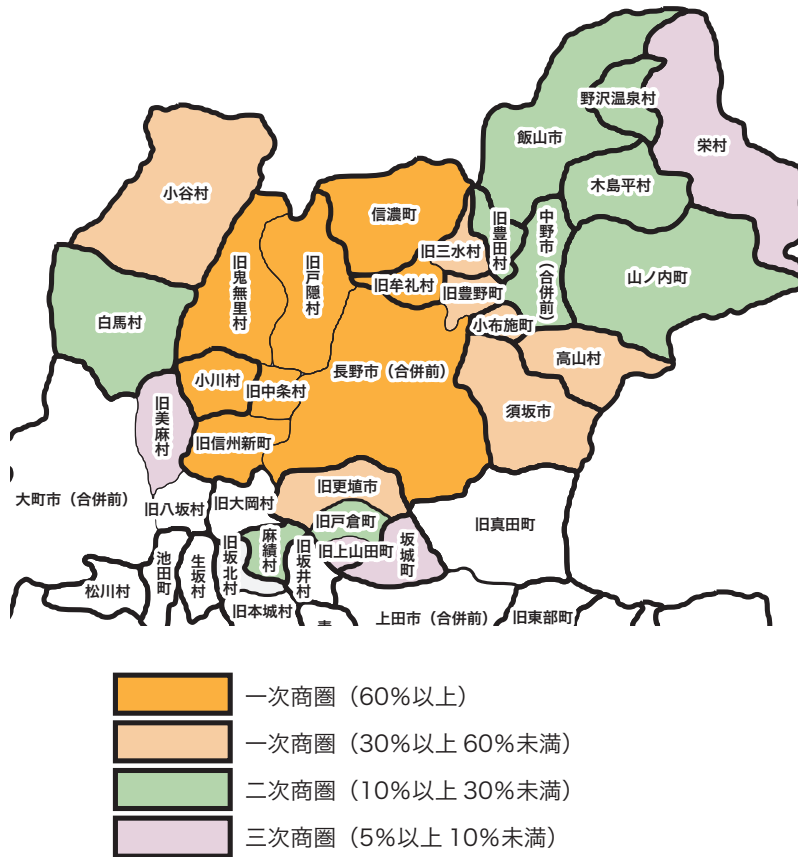 野沢温泉村
飯山市
栄村
小谷村
木島平村
信濃町
旧豊田村
中野市（合併前）
旧三水村
旧鬼無里村
旧戸隠村
山ノ内町
旧牟礼村
旧豊野町
白馬村
小布施町
高山村
長野市（合併前）
小川村
旧中条村
旧美麻村
須坂市
旧信州新町
旧更埴市
大町市（合併前）
旧八坂村
旧大岡村
旧戸倉町
旧真田町
麻績村
坂城町
旧上山田町
池田町
生坂村
旧坂北村
旧坂井村
松川村
旧本城村
上田市（合併前）
旧東部町
一次商圏（60％以上）
一次商圏（30％以上 60％未満）
二次商圏（10％以上 30％未満）
三次商圏（5％以上 10％未満）